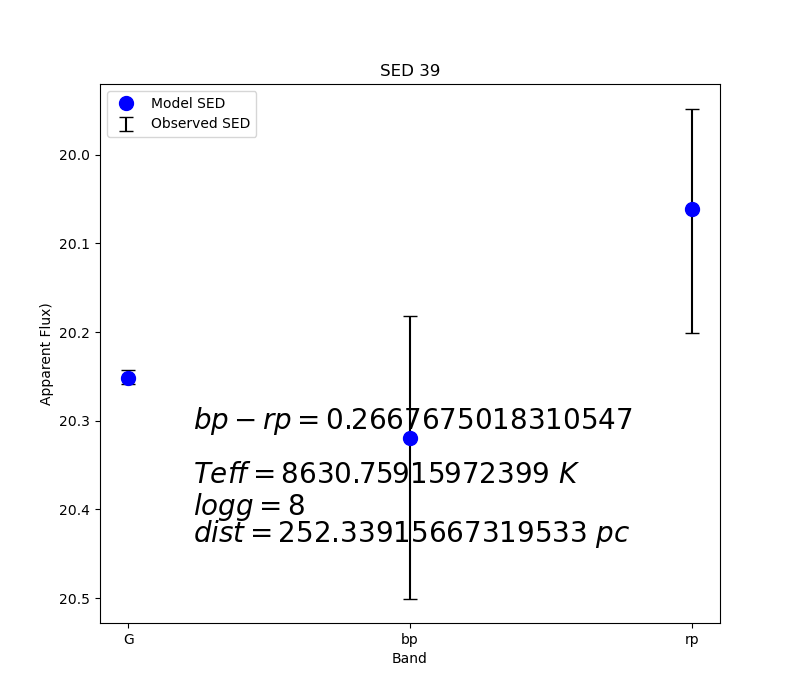 SED 39
Model SED
Observed SED
20.0
20.1
20.2
20.3
20.4
20.5
Apparent Flux)
bp − rp = 0.2667675018310547
Teff = 8630.75915972399 K
logg = 8
dist = 252.33915667319533 pc
G bp rp
Band